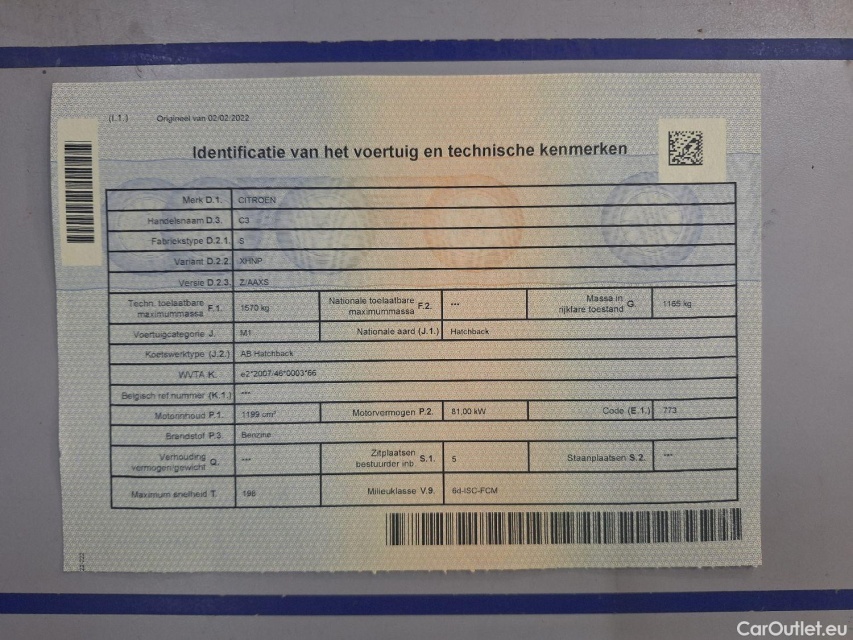 (I.1.) Origineel van 02/02/2022
Identificatie van het voertuig en technische kenmerken
Merk D.1. CITROEN
Handelsnaam D.3. C3
Fabriekstype D.2.1. S
Variant D.2.2. XHNP
Versie D.2.3. Z/AAXS
Techn. toelaatbare maximummassa F.1. 1570 kg Nationale toelaatbare maximummassa F.2. --- Massa in rijklare toestand G. 1165 kg
Voertuigcategorie J. M1 Nationale aard (J.1.) Hatchback
Koetswerktype (J.2.) AB Hatchback
WVTA K. e2*2007/46*0003*66
Belgisch ref nummer (K.1.) ---
Motorinhoud P.1. 1199 cm³ Motorvermogen P.2. 81,00 kW Code (E.1.) 773
Brandstof P.3. Benzine
Verhouding vermogen/gewicht Q. --- Zitplaatsen bestuurder inb. S.1. 5 Staanplaatsen S.2. ---
Maximum snelheid T. 198 Milieuklasse V.9. 6d-ISC-FCM
CarOutlet.eu